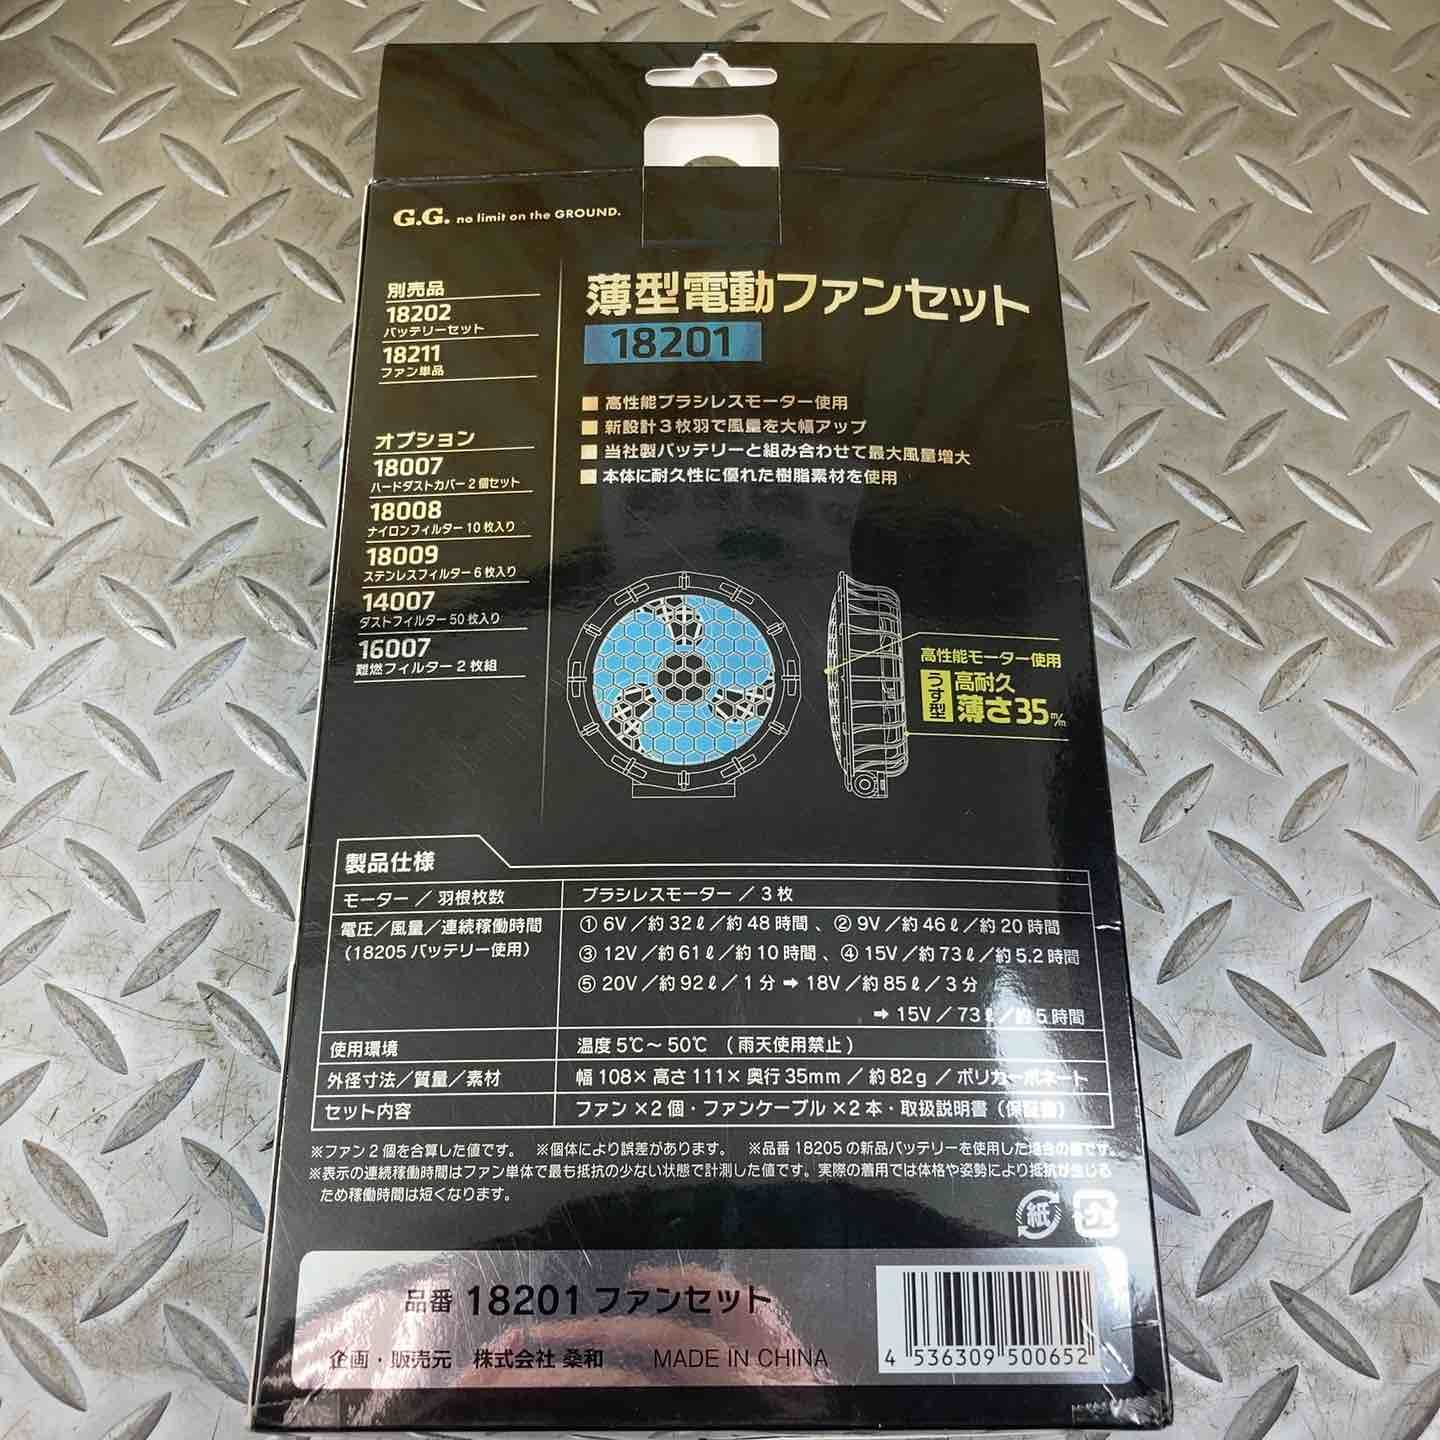 G.G. no limit on the GROUND.
別売品
18202
バッテリーセット
18211
ファン単品
オプション
18007
ハードダストカバー2個セット
18008
ナイロンフィルター10枚入り
18009
ステンレスフィルター6枚入り
14007
ダストフィルター50枚入り
16007
難燃フィルター2枚組
薄型電動ファンセット
18201
■ 高性能ブラシレスモーター使用
■ 新設計3枚羽で風量を大幅アップ
■ 当社製バッテリーと組み合わせて最大風量増大
■ 本体に耐久性に優れた樹脂素材を使用
高性能モーター使用
うす型
高耐久
薄さ35m/m
製品仕様
モーター/羽根枚数 ブラシレスモーター/3枚
電圧/風量/連続稼働時間 ① 6V/約32ℓ/約48時間、② 9V/約46ℓ/約20時間
(18205バッテリー使用) ③ 12V/約61ℓ/約10時間、④ 15V/約73ℓ/約5.2時間
⑤ 20V/約92ℓ/1分 ➡ 18V/約85ℓ/3分
➡ 15V/73ℓ/約5時間
使用環境 温度5℃〜50℃ (雨天使用禁止)
外径寸法/質量/素材 幅108×高さ111×奥行35mm/約82g/ポリカーボネート
セット内容 ファン×2個・ファンケーブル×2本・取扱説明書(保証書)
※ファン2個を合算した値です。 ※個体により誤差があります。 ※品番18205の新品バッテリーを使用した場合の値です。
※表示の連続稼働時間はファン単体で最も抵抗の少ない状態で計測した値です。実際の着用では体格や姿勢により抵抗が生じる
ため稼働時間は短くなります。
紙
プラ
品番 18201 ファンセット
企画・販売元 株式会社 桑和 MADE IN CHINA
4 536309 500652